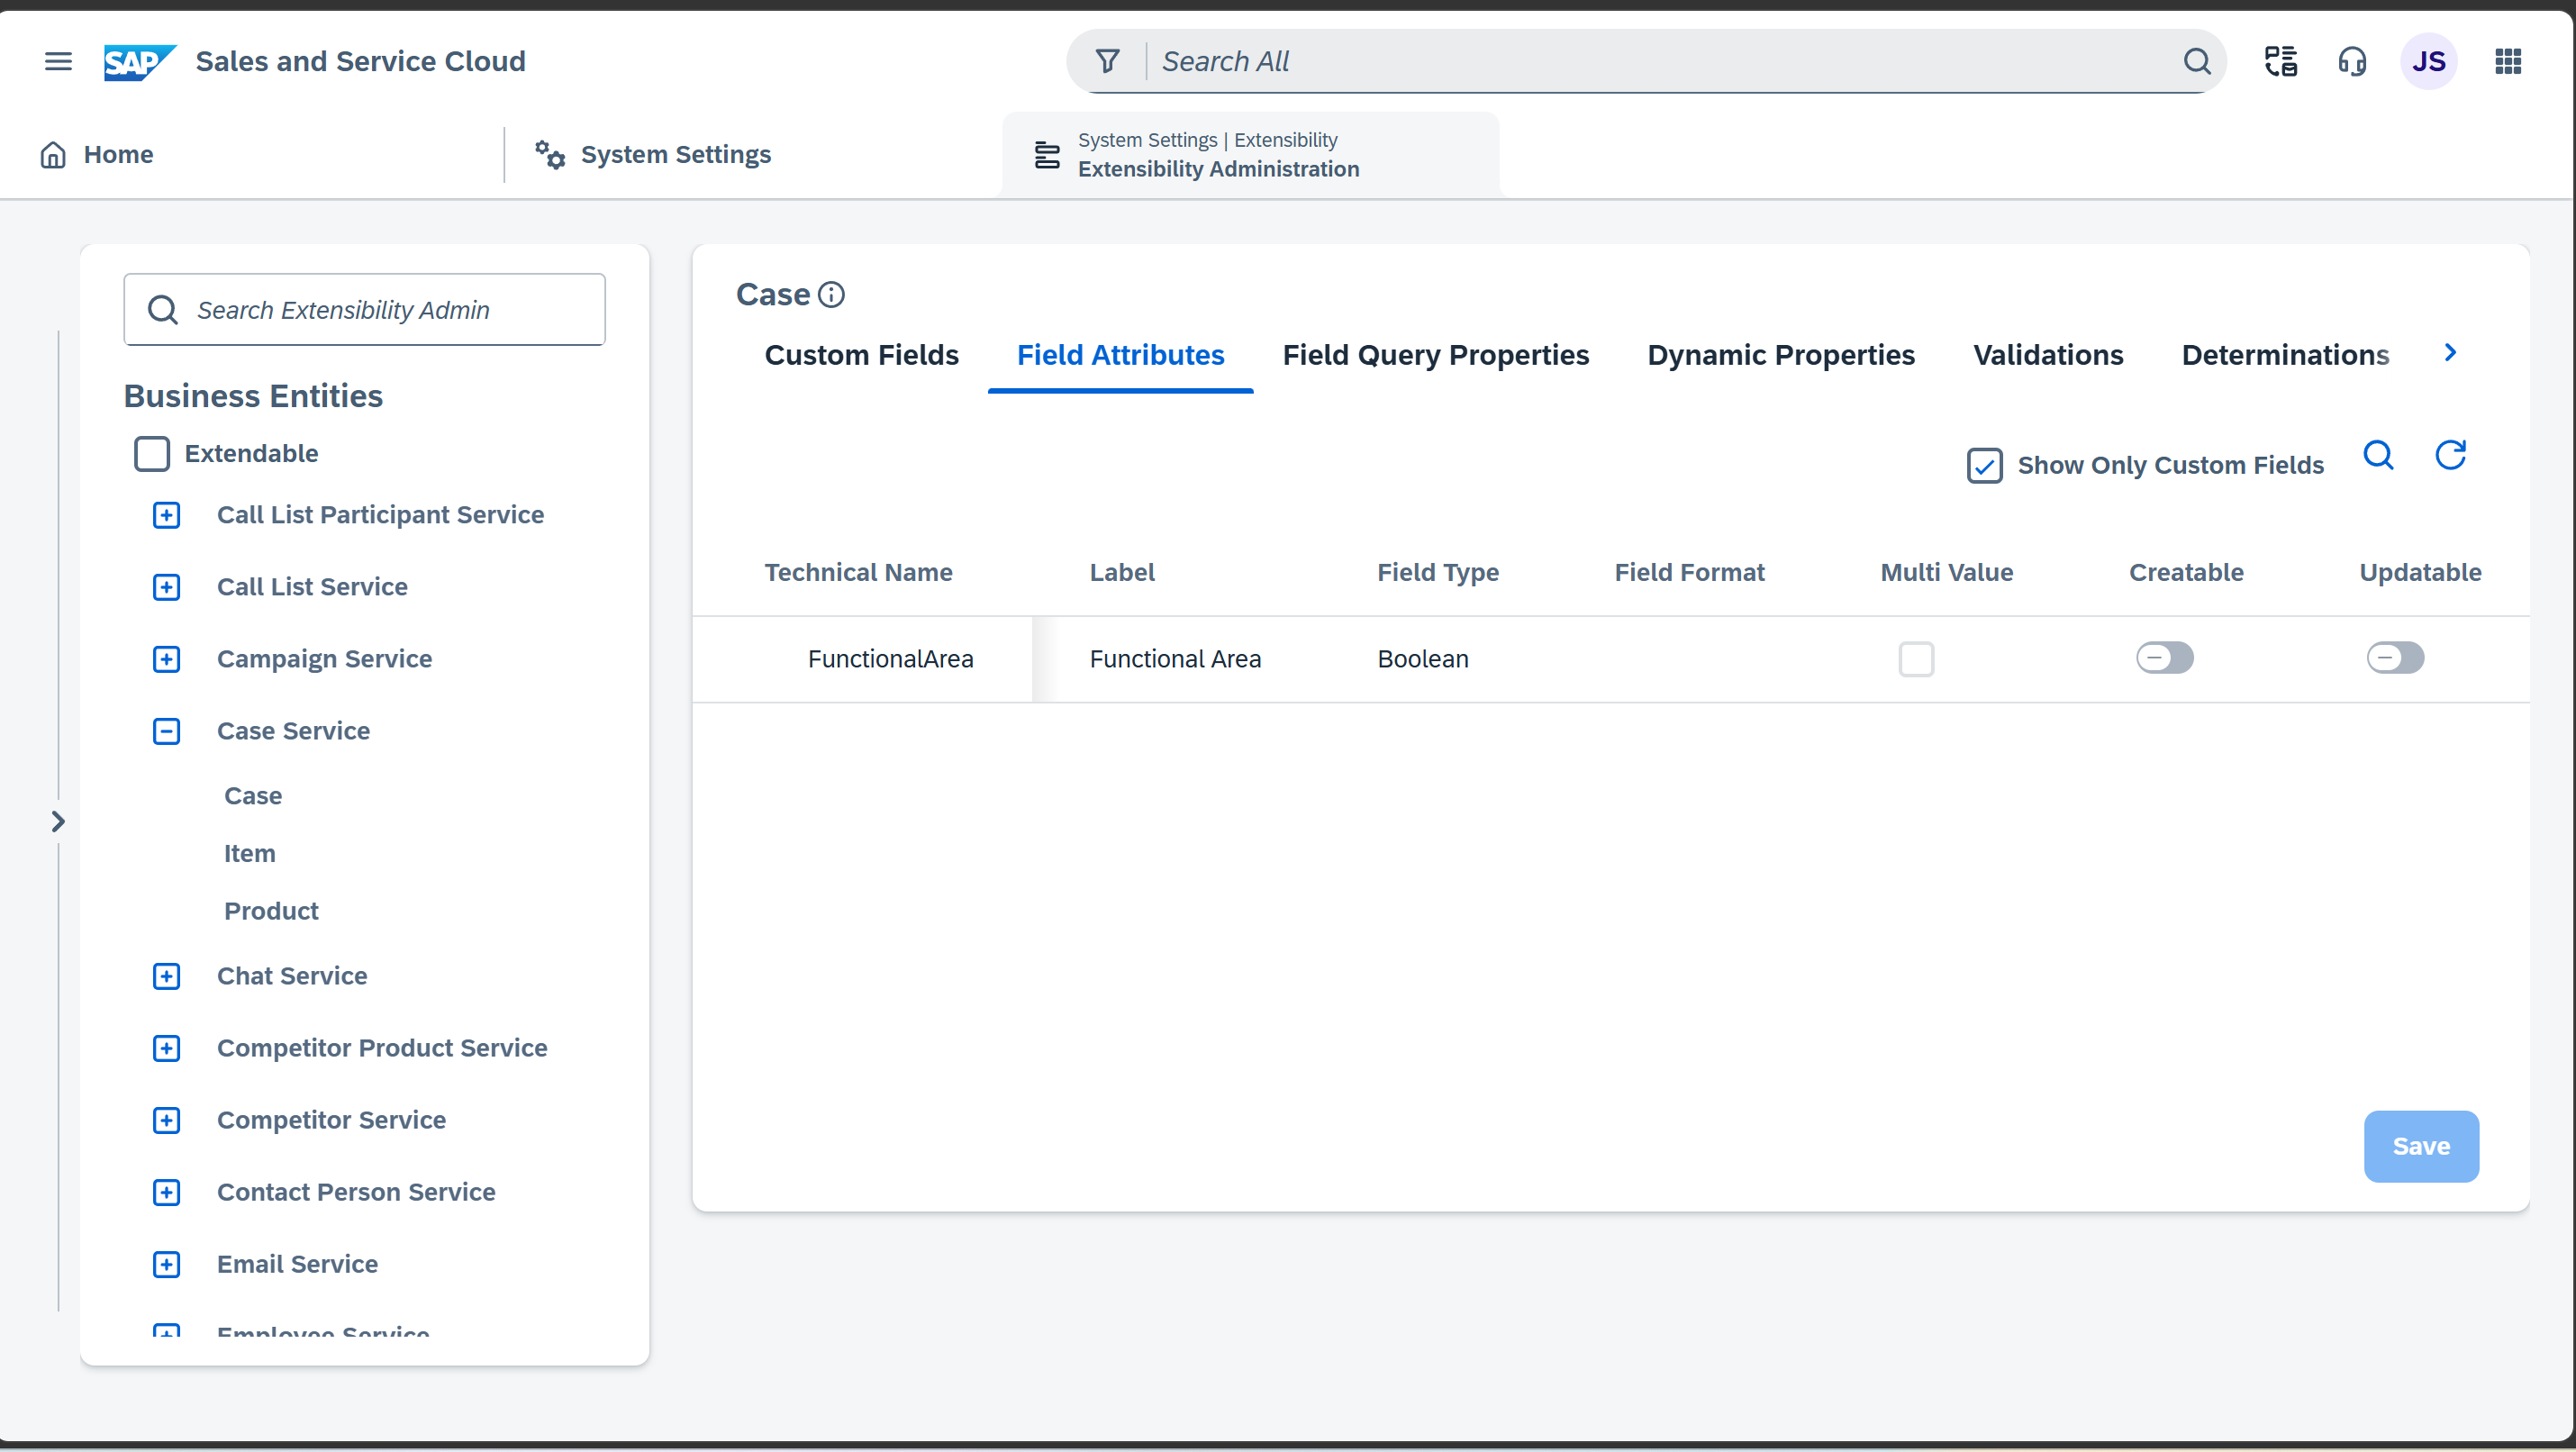 SAP Sales and Service Cloud
Search All
JS
Home
System Settings
System Settings | Extensibility
Extensibility Administration
Search Extensibility Admin
Business Entities
Extendable
Call List Participant Service
Call List Service
Campaign Service
Case Service
Case
Item
Product
Chat Service
Competitor Product Service
Competitor Service
Contact Person Service
Email Service
Employee Service
Case
Custom Fields Field Attributes Field Query Properties Dynamic Properties Validations Determinations
Show Only Custom Fields
Technical Name Label Field Type Field Format Multi Value Creatable Updatable
FunctionalArea Functional Area Boolean
Save